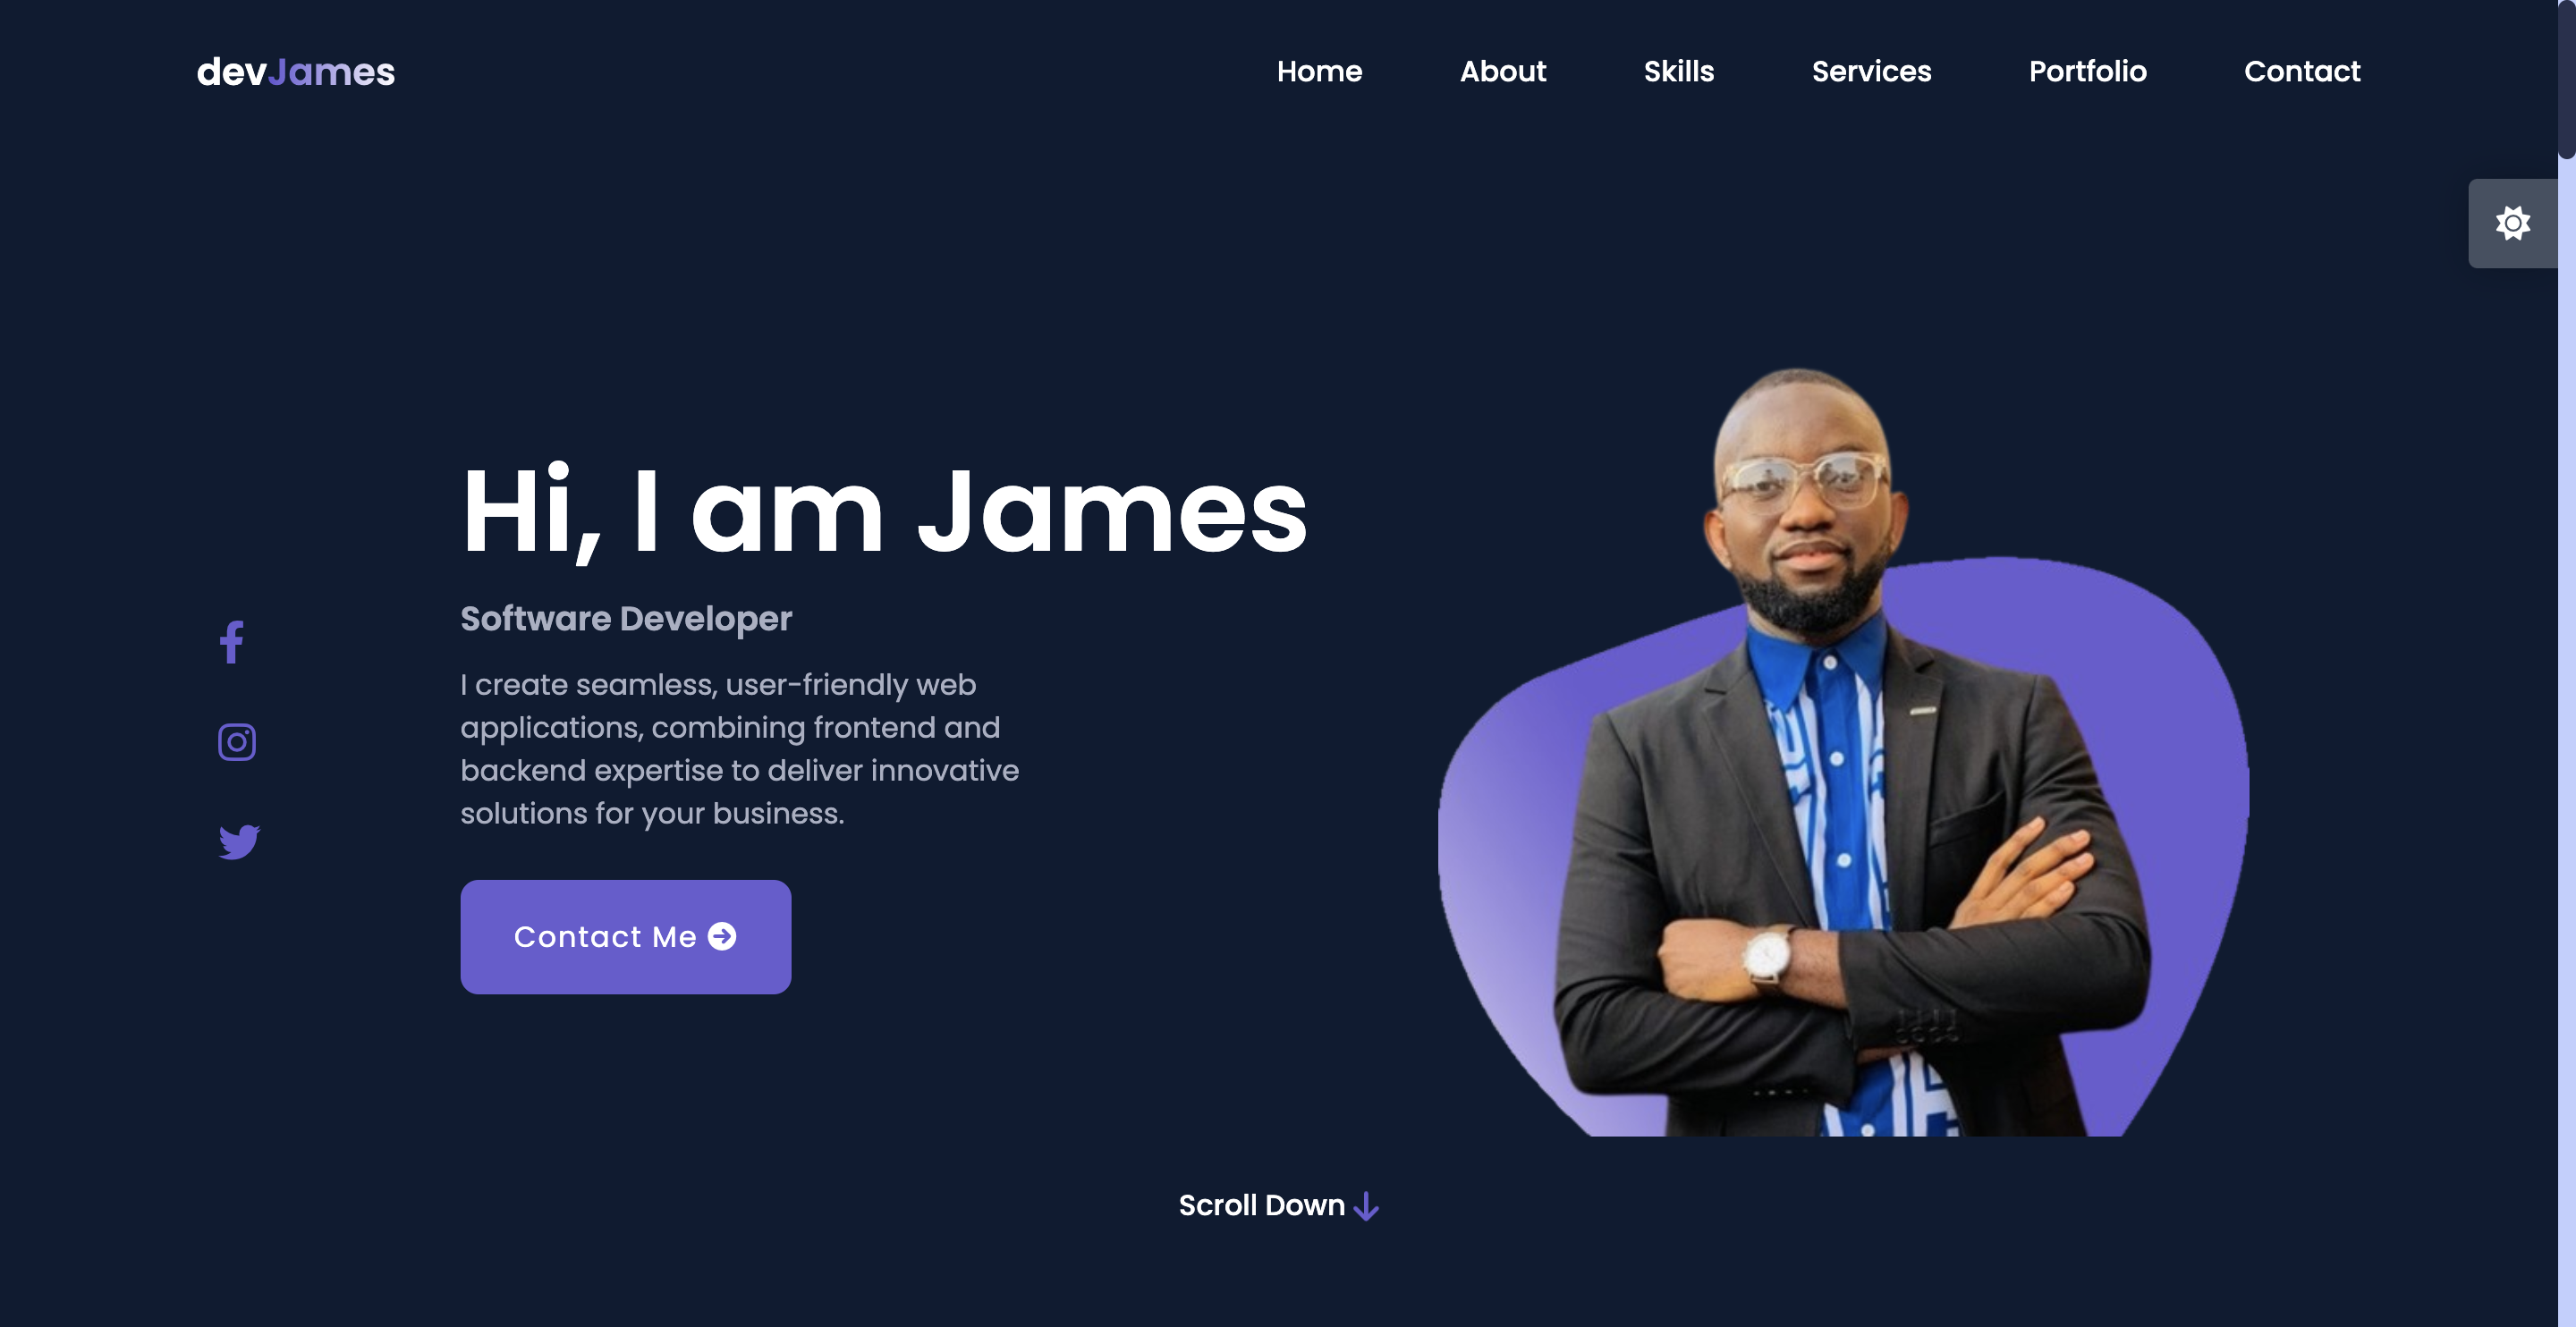 devJames
Home About Skills Services Portfolio Contact
Hi, I am James
Software Developer
I create seamless, user-friendly web
applications, combining frontend and
backend expertise to deliver innovative
solutions for your business.
Contact Me
Scroll Down